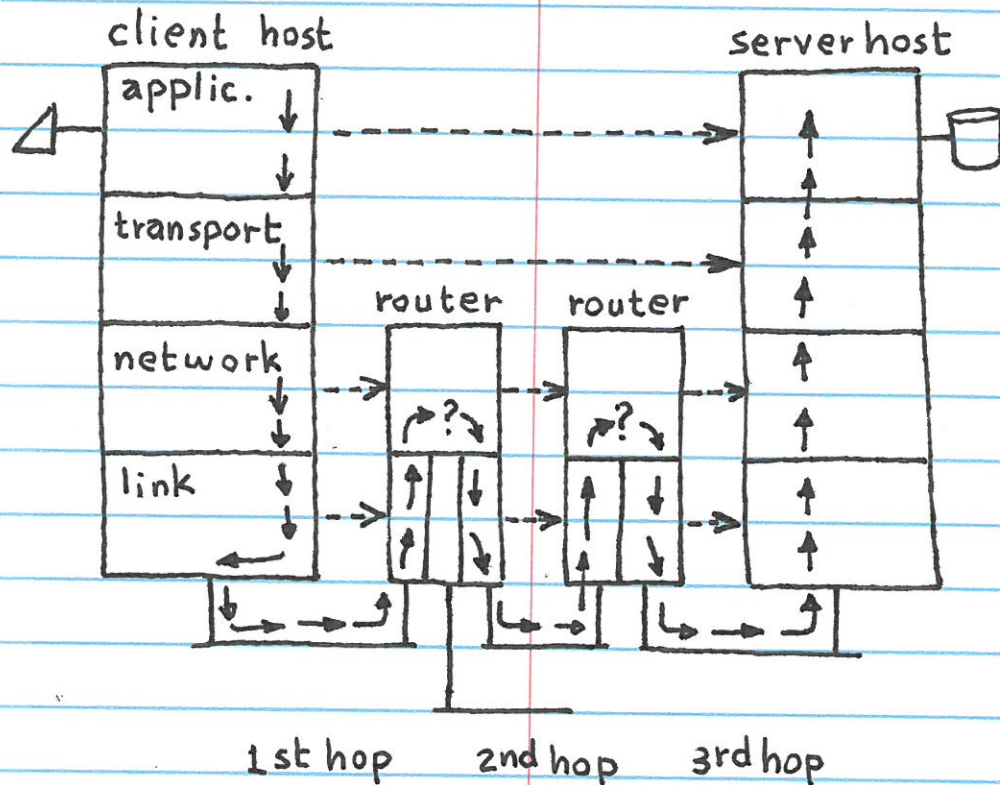 client host
server host
applic.
transport
router
router
network
?
?
link
1st hop
2nd hop
3rd hop